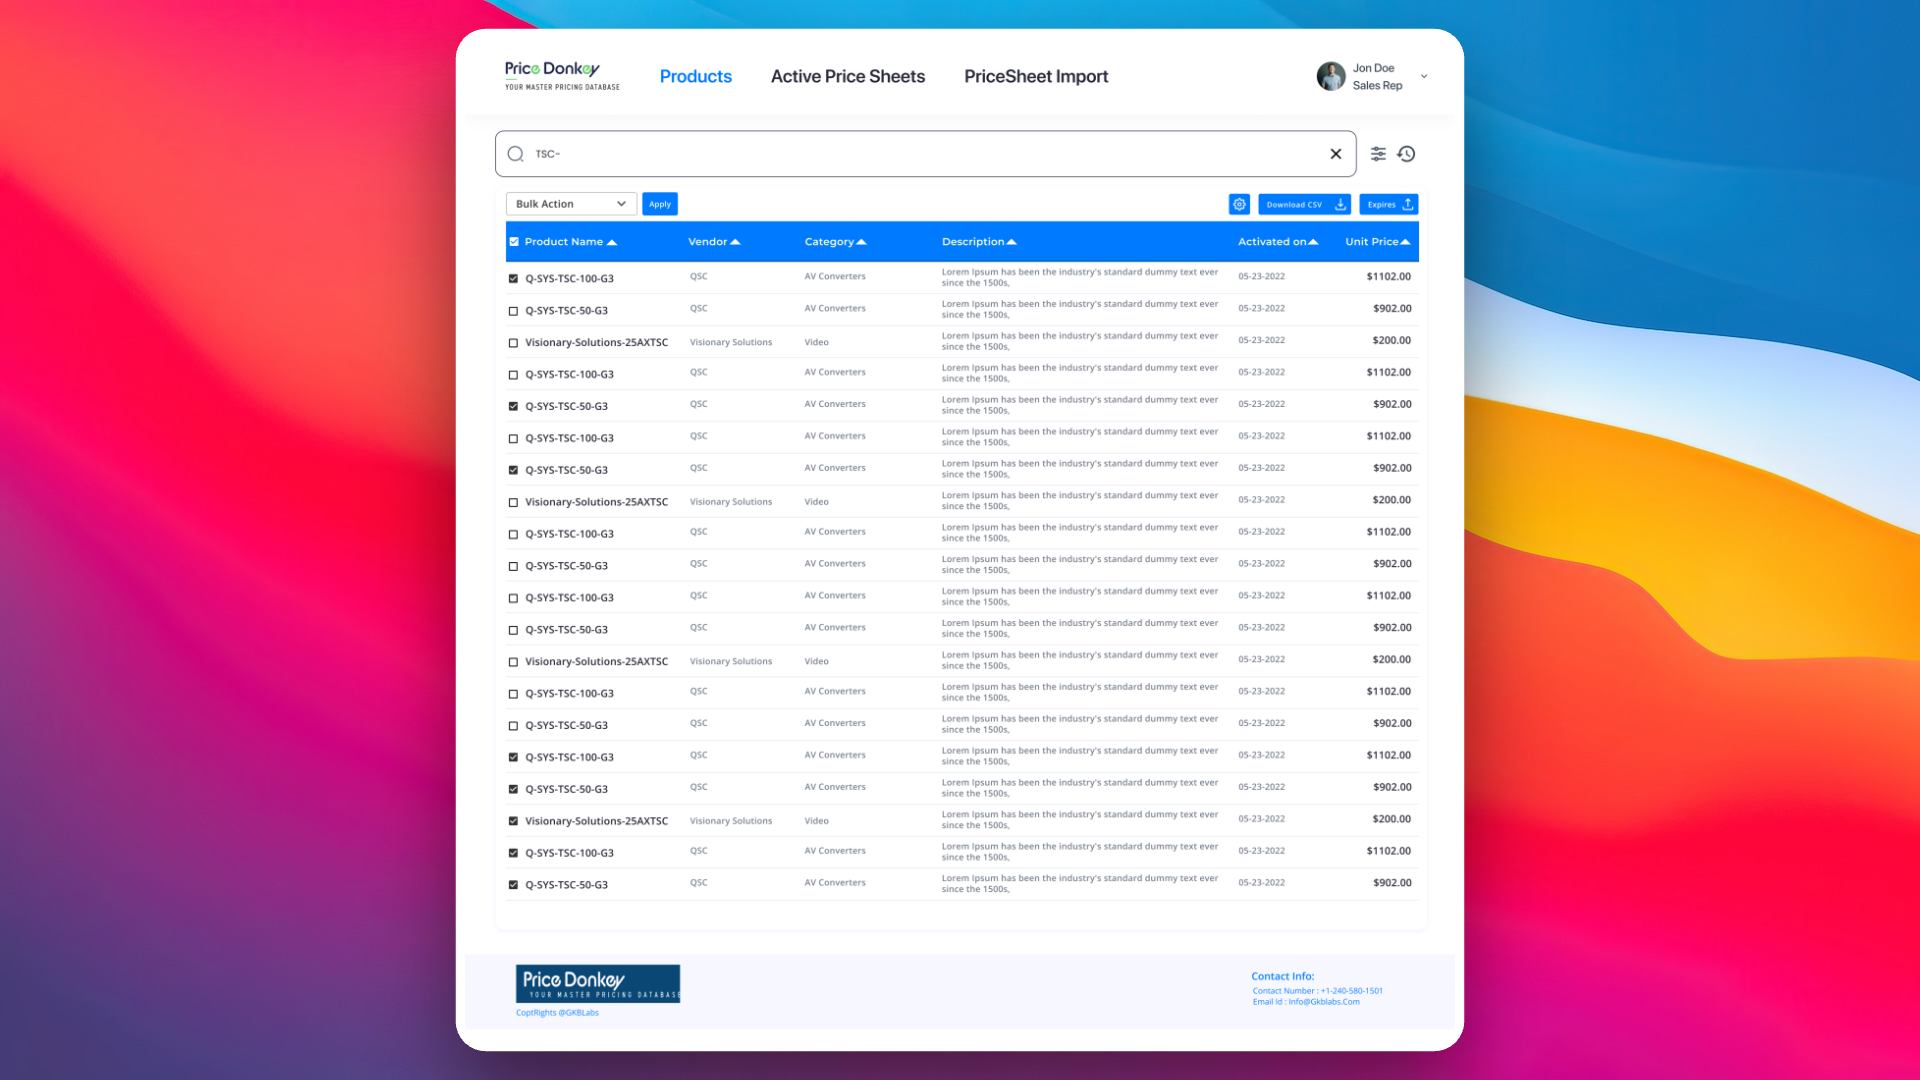 Price Donkey
YOUR MASTER PRICING DATABASE
Products
Active Price Sheets
PriceSheet Import
Jon Doe
Sales Rep
TSC-
Bulk Action
Apply
Download CSV
Expires
Product Name Vendor Category Description Activated on Unit Price
Q-SYS-TSC-100-G3 QSC AV Converters Lorem Ipsum has been the industry's standard dummy text ever 05-23-2022 $1102.00
since the 1500s,
Q-SYS-TSC-50-G3 QSC AV Converters Lorem Ipsum has been the industry's standard dummy text ever 05-23-2022 $902.00
since the 1500s,
Visionary-Solutions-25AXTSC Visionary Solutions Video Lorem Ipsum has been the industry's standard dummy text ever 05-23-2022 $200.00
since the 1500s,
Q-SYS-TSC-100-G3 QSC AV Converters Lorem Ipsum has been the industry's standard dummy text ever 05-23-2022 $1102.00
since the 1500s,
Q-SYS-TSC-50-G3 QSC AV Converters Lorem Ipsum has been the industry's standard dummy text ever 05-23-2022 $902.00
since the 1500s,
Q-SYS-TSC-100-G3 QSC AV Converters Lorem Ipsum has been the industry's standard dummy text ever 05-23-2022 $1102.00
since the 1500s,
Q-SYS-TSC-50-G3 QSC AV Converters Lorem Ipsum has been the industry's standard dummy text ever 05-23-2022 $902.00
since the 1500s,
Visionary-Solutions-25AXTSC Visionary Solutions Video Lorem Ipsum has been the industry's standard dummy text ever 05-23-2022 $200.00
since the 1500s,
Q-SYS-TSC-100-G3 QSC AV Converters Lorem Ipsum has been the industry's standard dummy text ever 05-23-2022 $1102.00
since the 1500s,
Q-SYS-TSC-50-G3 QSC AV Converters Lorem Ipsum has been the industry's standard dummy text ever 05-23-2022 $902.00
since the 1500s,
Q-SYS-TSC-100-G3 QSC AV Converters Lorem Ipsum has been the industry's standard dummy text ever 05-23-2022 $1102.00
since the 1500s,
Q-SYS-TSC-50-G3 QSC AV Converters Lorem Ipsum has been the industry's standard dummy text ever 05-23-2022 $902.00
since the 1500s,
Visionary-Solutions-25AXTSC Visionary Solutions Video Lorem Ipsum has been the industry's standard dummy text ever 05-23-2022 $200.00
since the 1500s,
Q-SYS-TSC-100-G3 QSC AV Converters Lorem Ipsum has been the industry's standard dummy text ever 05-23-2022 $1102.00
since the 1500s,
Q-SYS-TSC-50-G3 QSC AV Converters Lorem Ipsum has been the industry's standard dummy text ever 05-23-2022 $902.00
since the 1500s,
Q-SYS-TSC-100-G3 QSC AV Converters Lorem Ipsum has been the industry's standard dummy text ever 05-23-2022 $1102.00
since the 1500s,
Q-SYS-TSC-50-G3 QSC AV Converters Lorem Ipsum has been the industry's standard dummy text ever 05-23-2022 $902.00
since the 1500s,
Visionary-Solutions-25AXTSC Visionary Solutions Video Lorem Ipsum has been the industry's standard dummy text ever 05-23-2022 $200.00
since the 1500s,
Q-SYS-TSC-100-G3 QSC AV Converters Lorem Ipsum has been the industry's standard dummy text ever 05-23-2022 $1102.00
since the 1500s,
Q-SYS-TSC-50-G3 QSC AV Converters Lorem Ipsum has been the industry's standard dummy text ever 05-23-2022 $902.00
since the 1500s,
Price Donkey
YOUR MASTER PRICING DATABASE
CoptRights @GKBLabs
Contact Info:
Contact Number : +1-240-580-1501
Email Id : Info@Gkblabs.Com